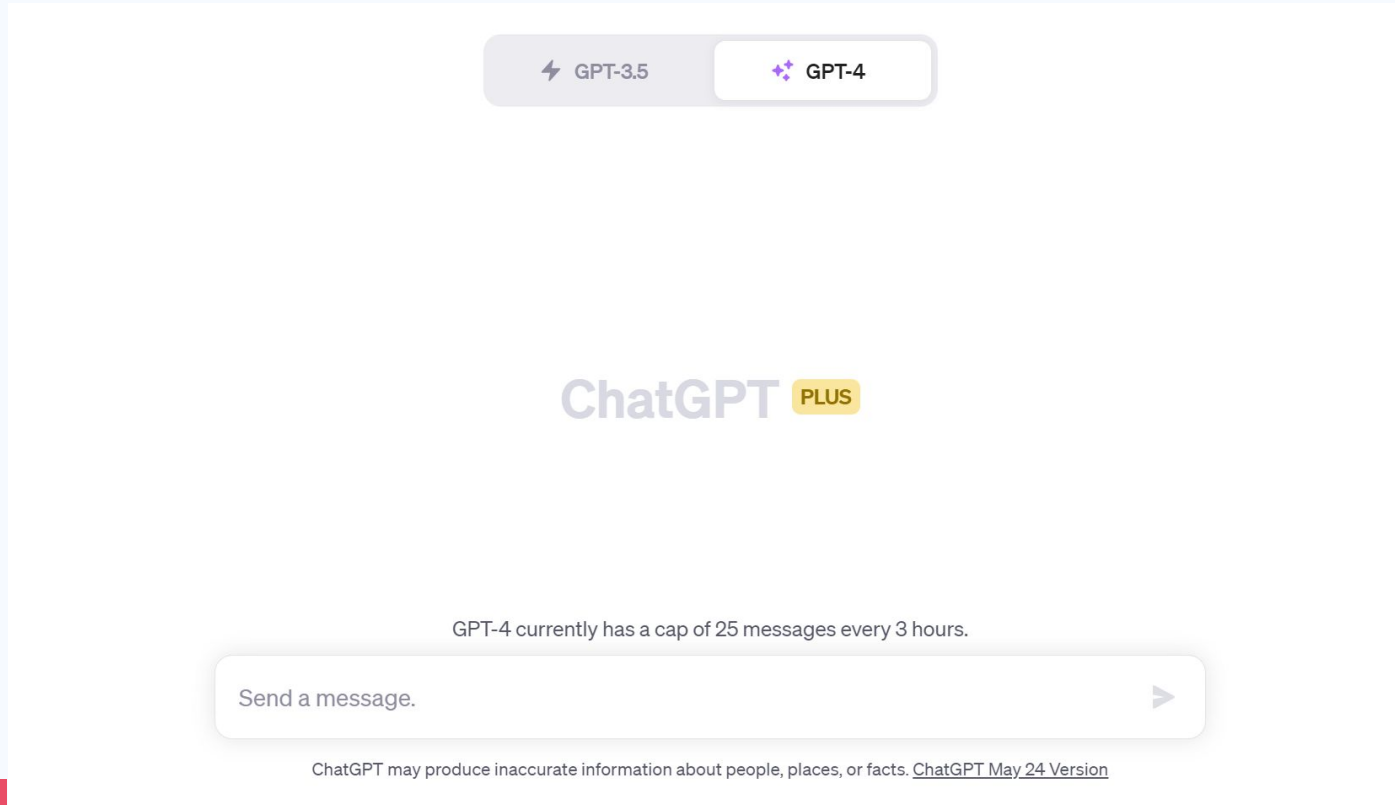 GPT-3.5 GPT-4
ChatGPT PLUS
GPT-4 currently has a cap of 25 messages every 3 hours.
Send a message.
ChatGPT may produce inaccurate information about people, places, or facts. ChatGPT May 24 Version